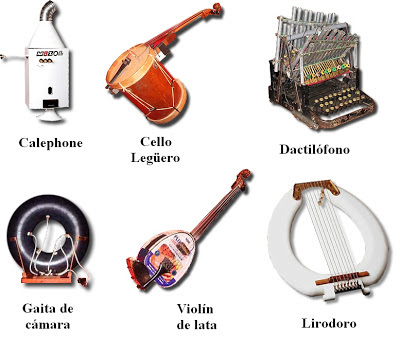 Calephone
Cello
Legüero
Dactilófono
Gaita de
cámara
Violín
de lata
Lirodoro